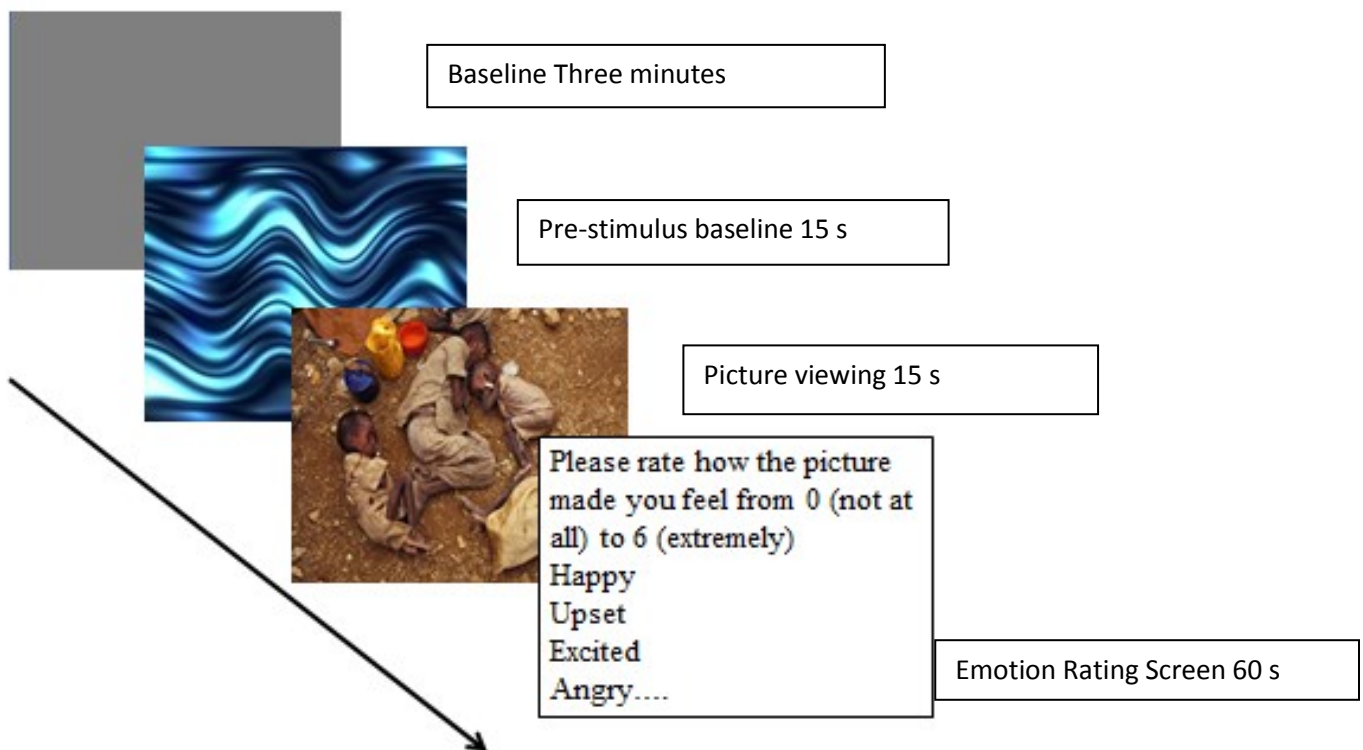 Baseline Three minutes
Pre-stimulus baseline 15 s
Picture viewing 15 s
Please rate how the picture
made you feel from 0 (not at
all) to 6 (extremely)
Happy
Upset
Excited
Angry....
Emotion Rating Screen 60 s